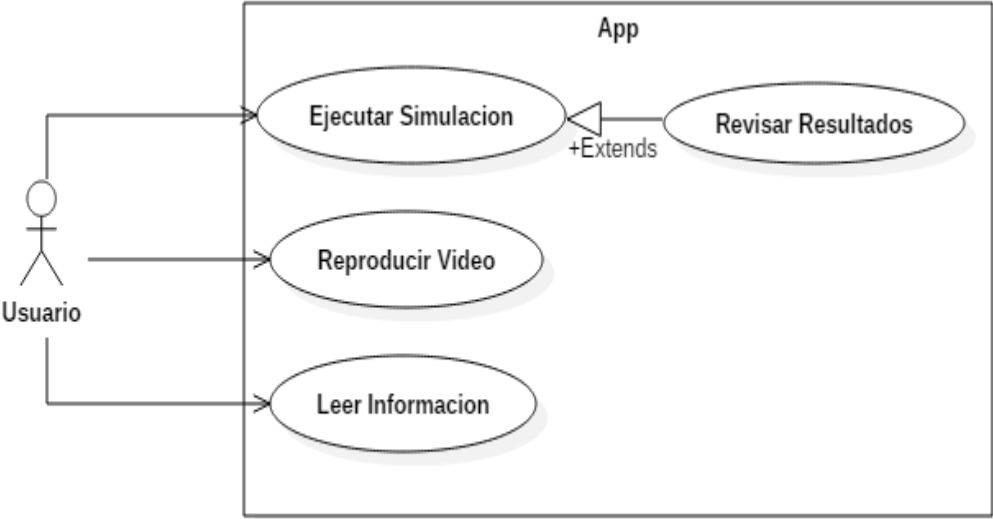 App
Ejecutar Simulacion
Revisar Resultados
+Extends
Reproducir Video
Usuario
Leer Informacion